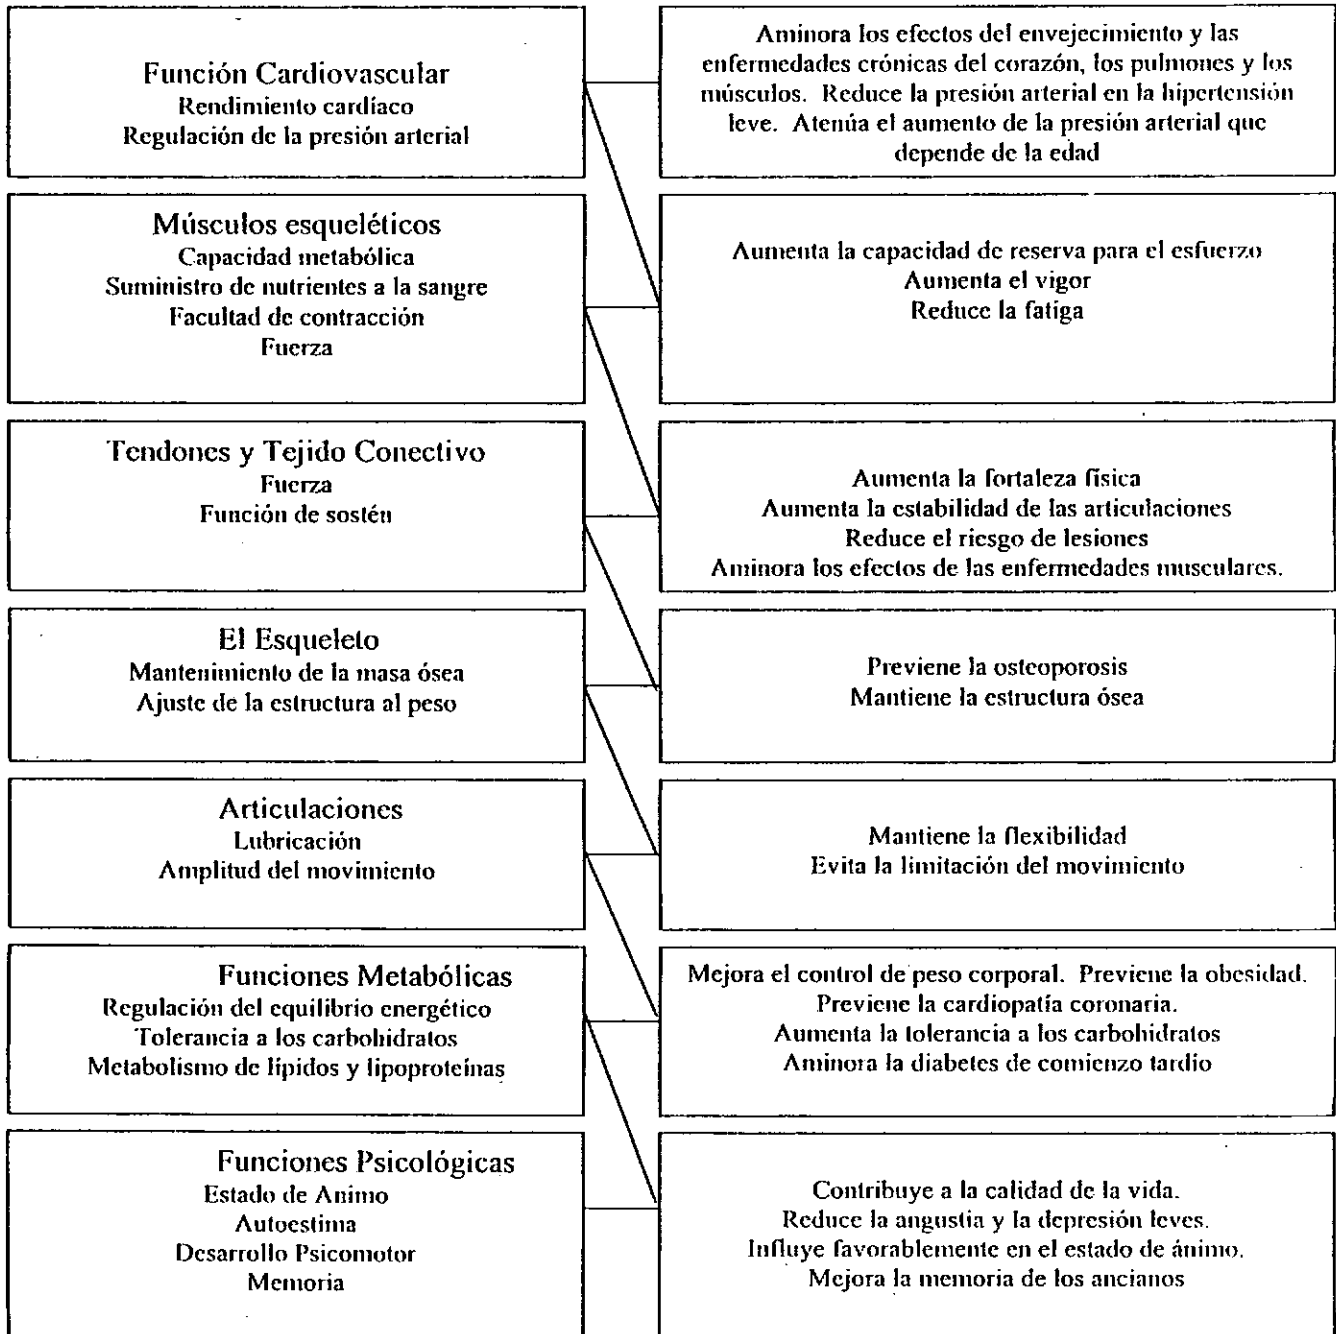 Función Cardiovascular
Rendimiento cardíaco
Regulación de la presión arterial
Aminora los efectos del envejecimiento y las
enfermedades crónicas del corazón, los pulmones y los
músculos. Reduce la presión arterial en la hipertensión
leve. Atenúa el aumento de la presión arterial que
depende de la edad
Músculos esqueléticos
Capacidad metabólica
Suministro de nutrientes a la sangre
Facultad de contracción
Fuerza
Aumenta la capacidad de reserva para el esfuerzo
Aumenta el vigor
Reduce la fatiga
Tendones y Tejido Conectivo
Fuerza
Función de sostén
Aumenta la fortaleza física
Aumenta la estabilidad de las articulaciones
Reduce el riesgo de lesiones
Aminora los efectos de las enfermedades musculares.
El Esqueleto
Mantenimiento de la masa ósea
Ajuste de la estructura al peso
Previene la osteoporosis
Mantiene la estructura ósea
Articulaciones
Lubricación
Amplitud del movimiento
Mantiene la flexibilidad
Evita la limitación del movimiento
Funciones Metabólicas
Regulación del equilibrio energético
Tolerancia a los carbohidratos
Metabolismo de lípidos y lipoproteínas
Mejora el control de peso corporal. Previene la obesidad.
Previene la cardiopatía coronaria.
Aumenta la tolerancia a los carbohidratos
Aminora la diabetes de comienzo tardío
Funciones Psicológicas
Estado de Animo
Autoestima
Desarrollo Psicomotor
Memoria
Contribuye a la calidad de la vida.
Reduce la angustia y la depresión leves.
Influye favorablemente en el estado de ánimo.
Mejora la memoria de los ancianos